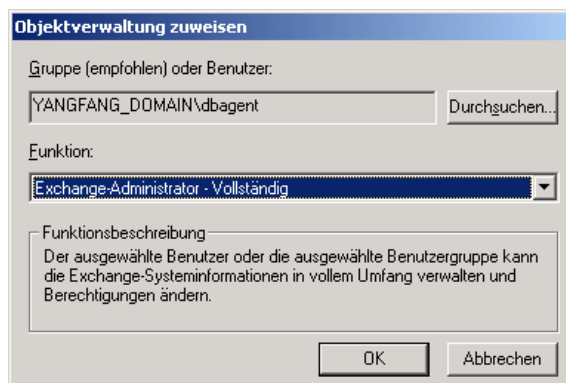 Objektverwaltung zuweisen
Gruppe (empfohlen) oder Benutzer:
YANGFANG_DOMAIN\dbagent
Durchsuchen...
Funktion:
Exchange-Administrator - Vollständig
Funktionsbeschreibung
Der ausgewählte Benutzer oder die ausgewählte Benutzergruppe kann
die Exchange-Systeminformationen in vollem Umfang verwalten und
Berechtigungen ändern.
OK
Abbrechen